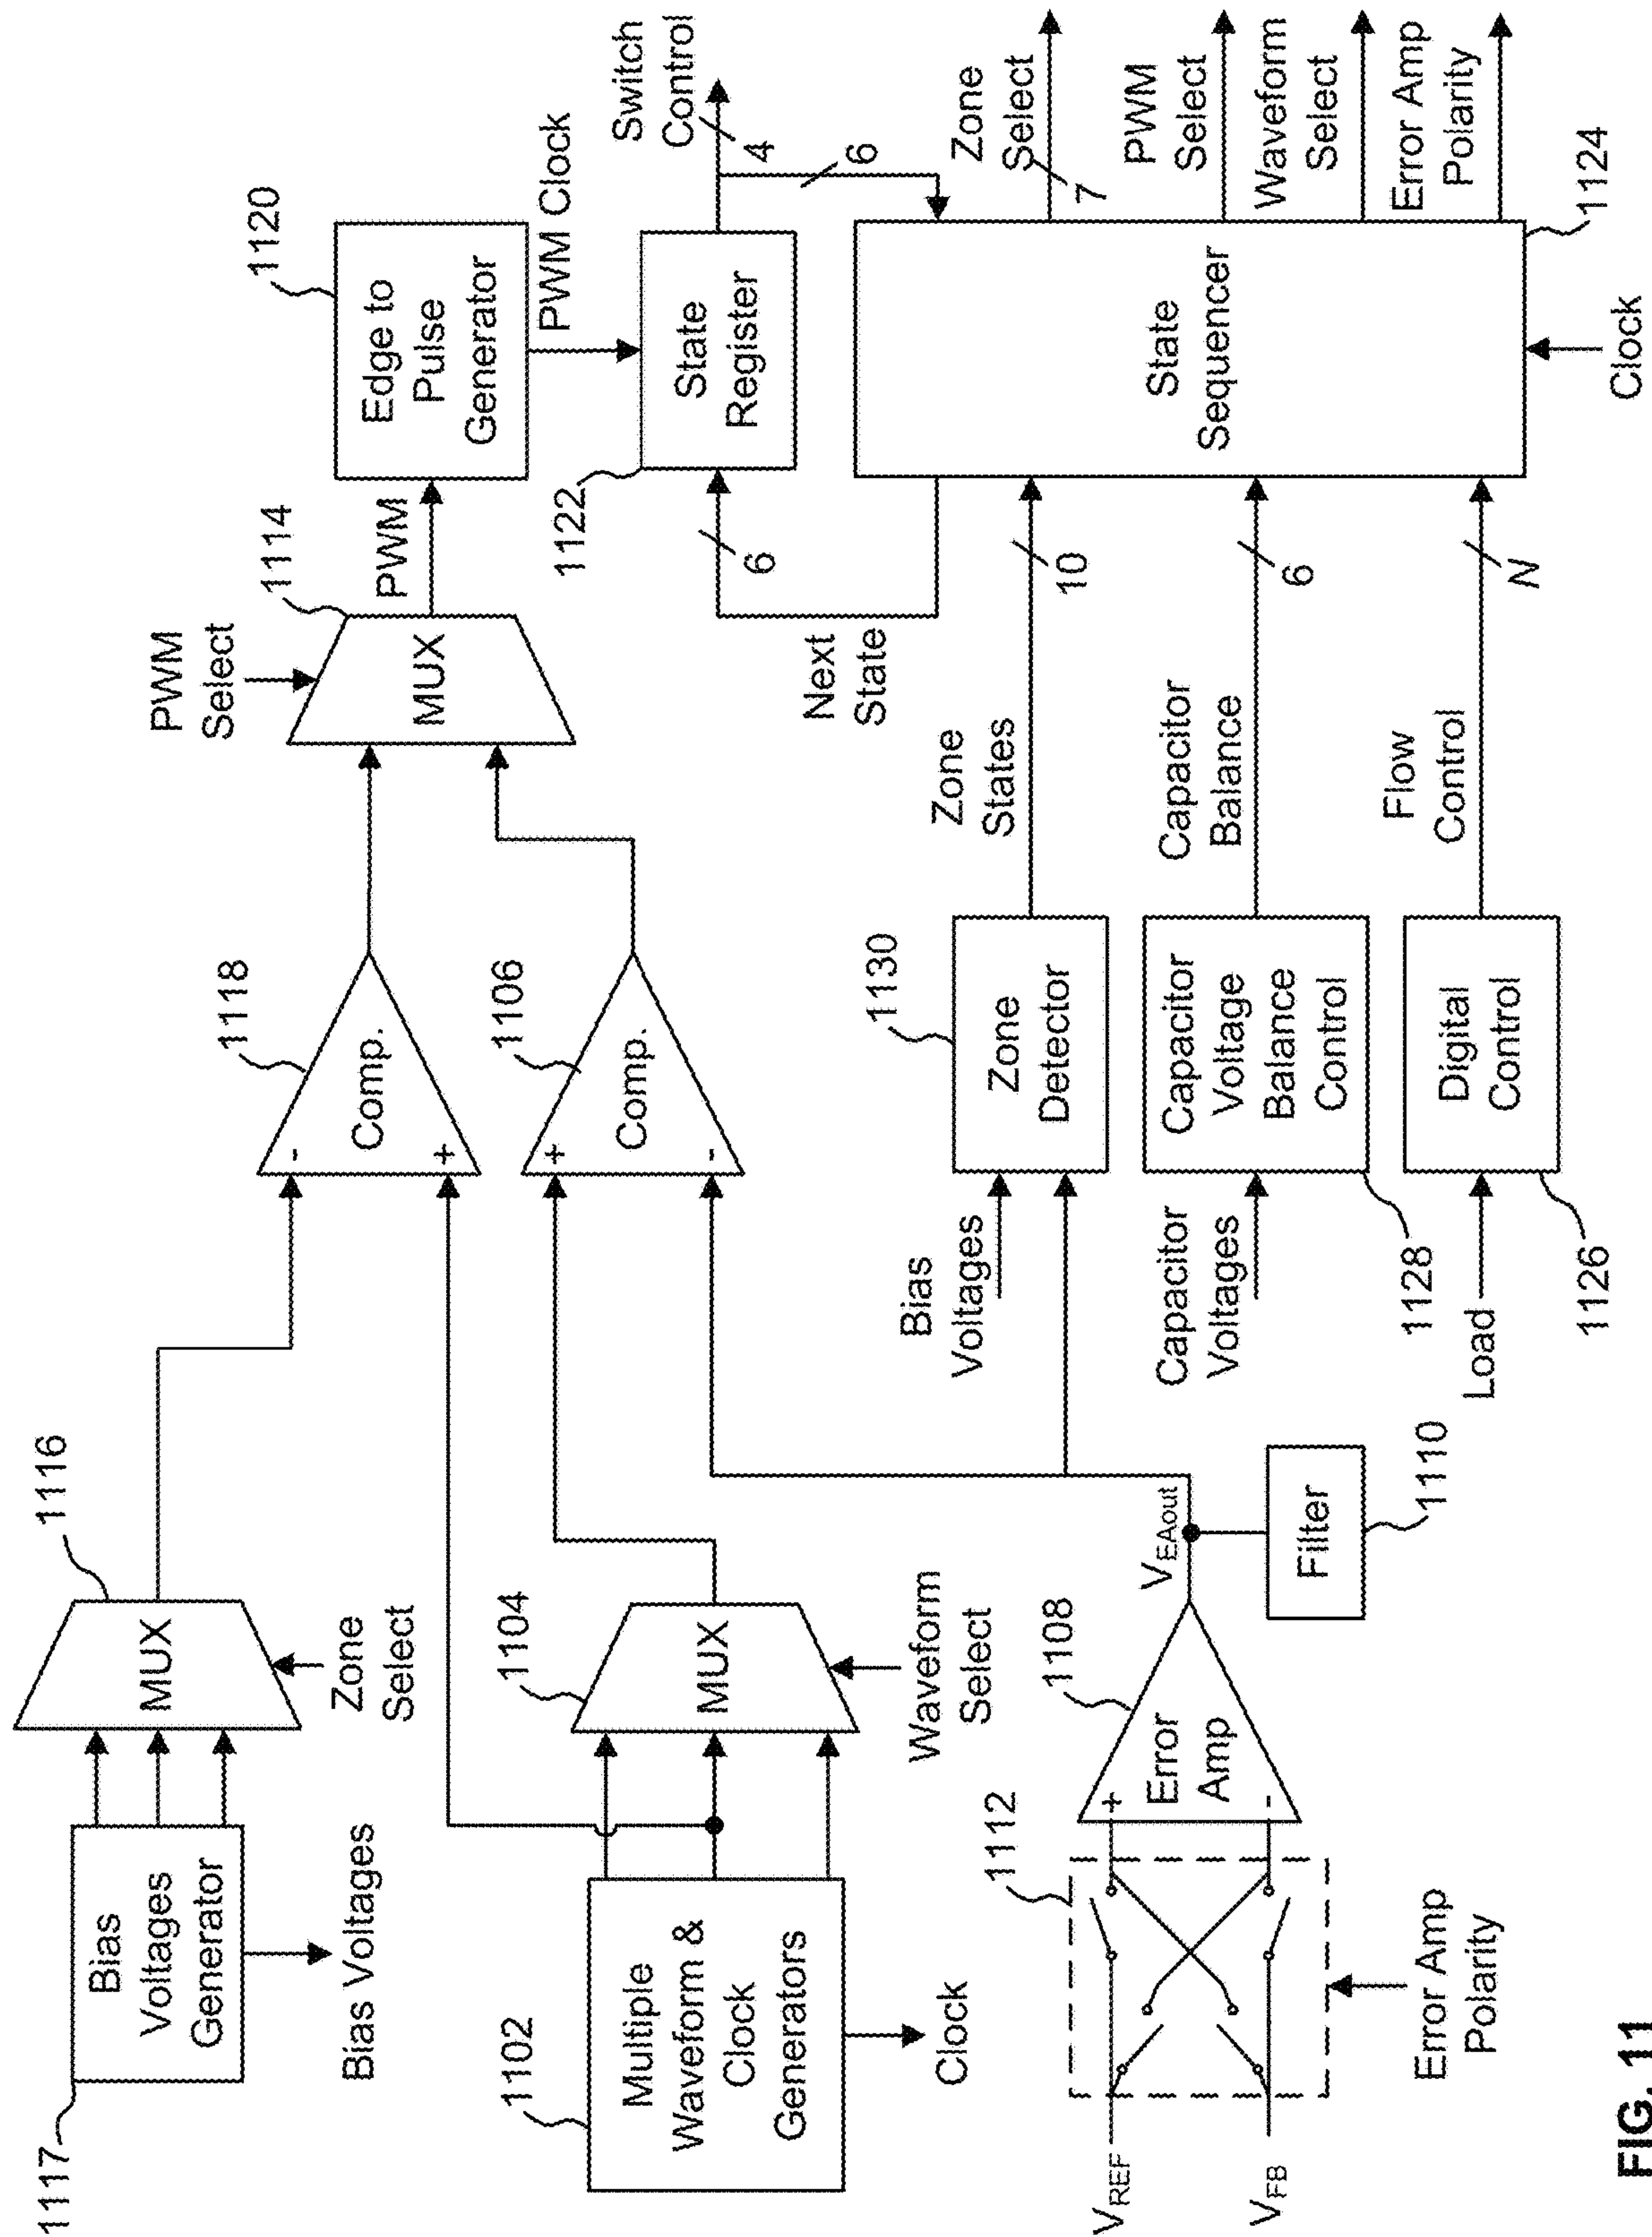 1117
Bias
Voltages
Generator
Bias Voltages
1116
MUX
Zone
Select
1102
Multiple
Waveform &
Clock
Generators
Clock
1104
MUX
Waveform
Select
VREF
VFB
1112
Error Amp
Polarity
+
-
Error
Amp
1108
VEAout
Filter
1110
1118
-
+
Comp.
1106
+
-
Comp.
PWM
Select
1114
MUX
PWM
1120
Edge to
Pulse
Generator
PWM Clock
1122
State
Register
6
Next
State
Switch
Control
4
6
Bias
Voltages
1130
Zone
Detector
Zone
States
10
Capacitor
Voltages
Capacitor
Voltage
Balance
Control
1128
Capacitor
Balance
6
Load
Digital
Control
1126
Flow
Control
N
State
Sequencer
1124
Clock
Zone
Select
7
PWM
Select
Waveform
Select
Error Amp
Polarity
FIG. 11